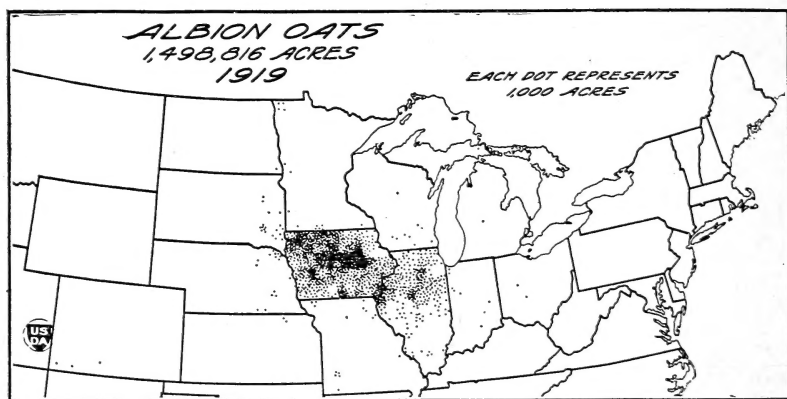 ALBION OATS
1,498,816 ACRES
1919
EACH DOT REPRESENTS
1,000 ACRES
US
DA